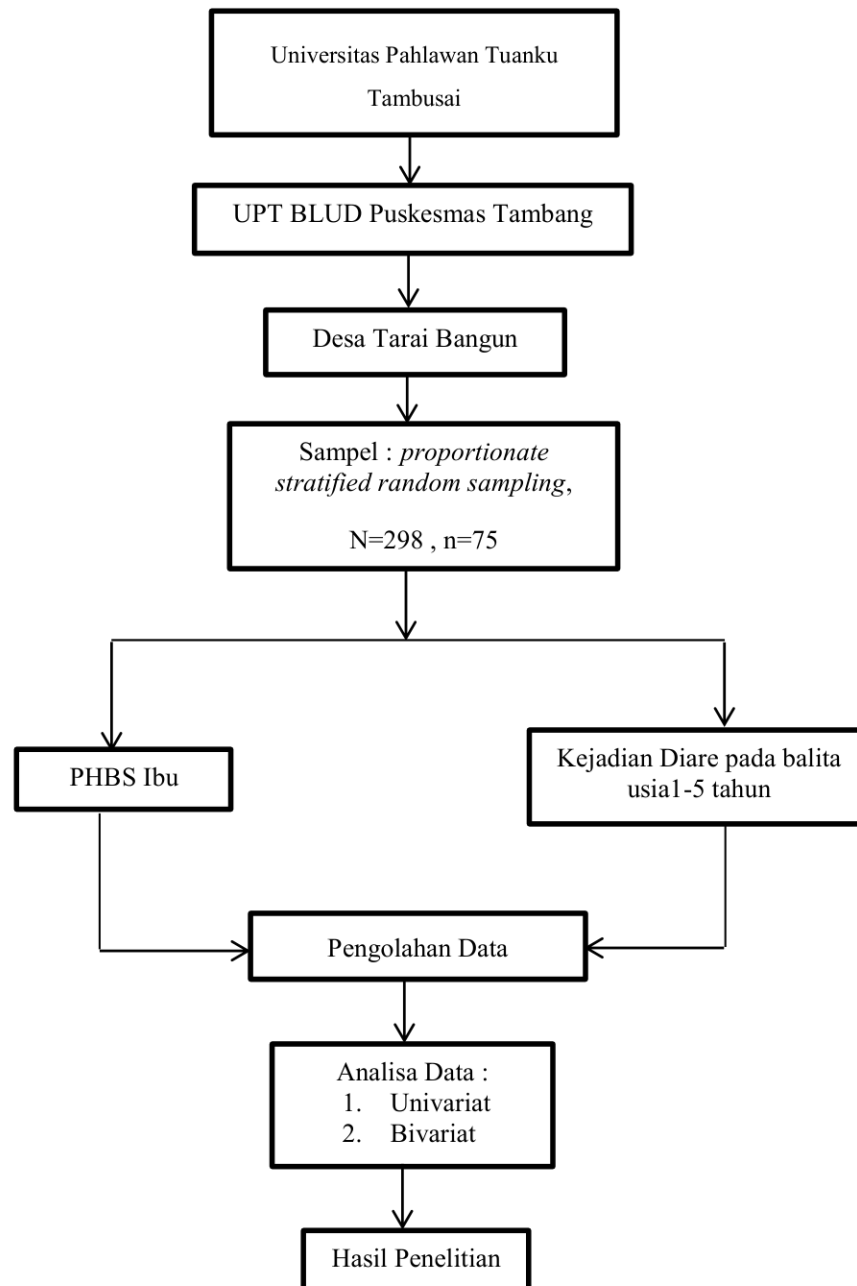 Universitas Pahlawan Tuanku
Tambusai
UPT BLUD Puskesmas Tambang
Desa Tarai Bangun
Sampel : proportionate
stratified random sampling,
N=298 , n=75
PHBS Ibu
Kejadian Diare pada balita
usia1-5 tahun
Pengolahan Data
Analisa Data :
1. Univariat
2. Bivariat
Hasil Penelitian